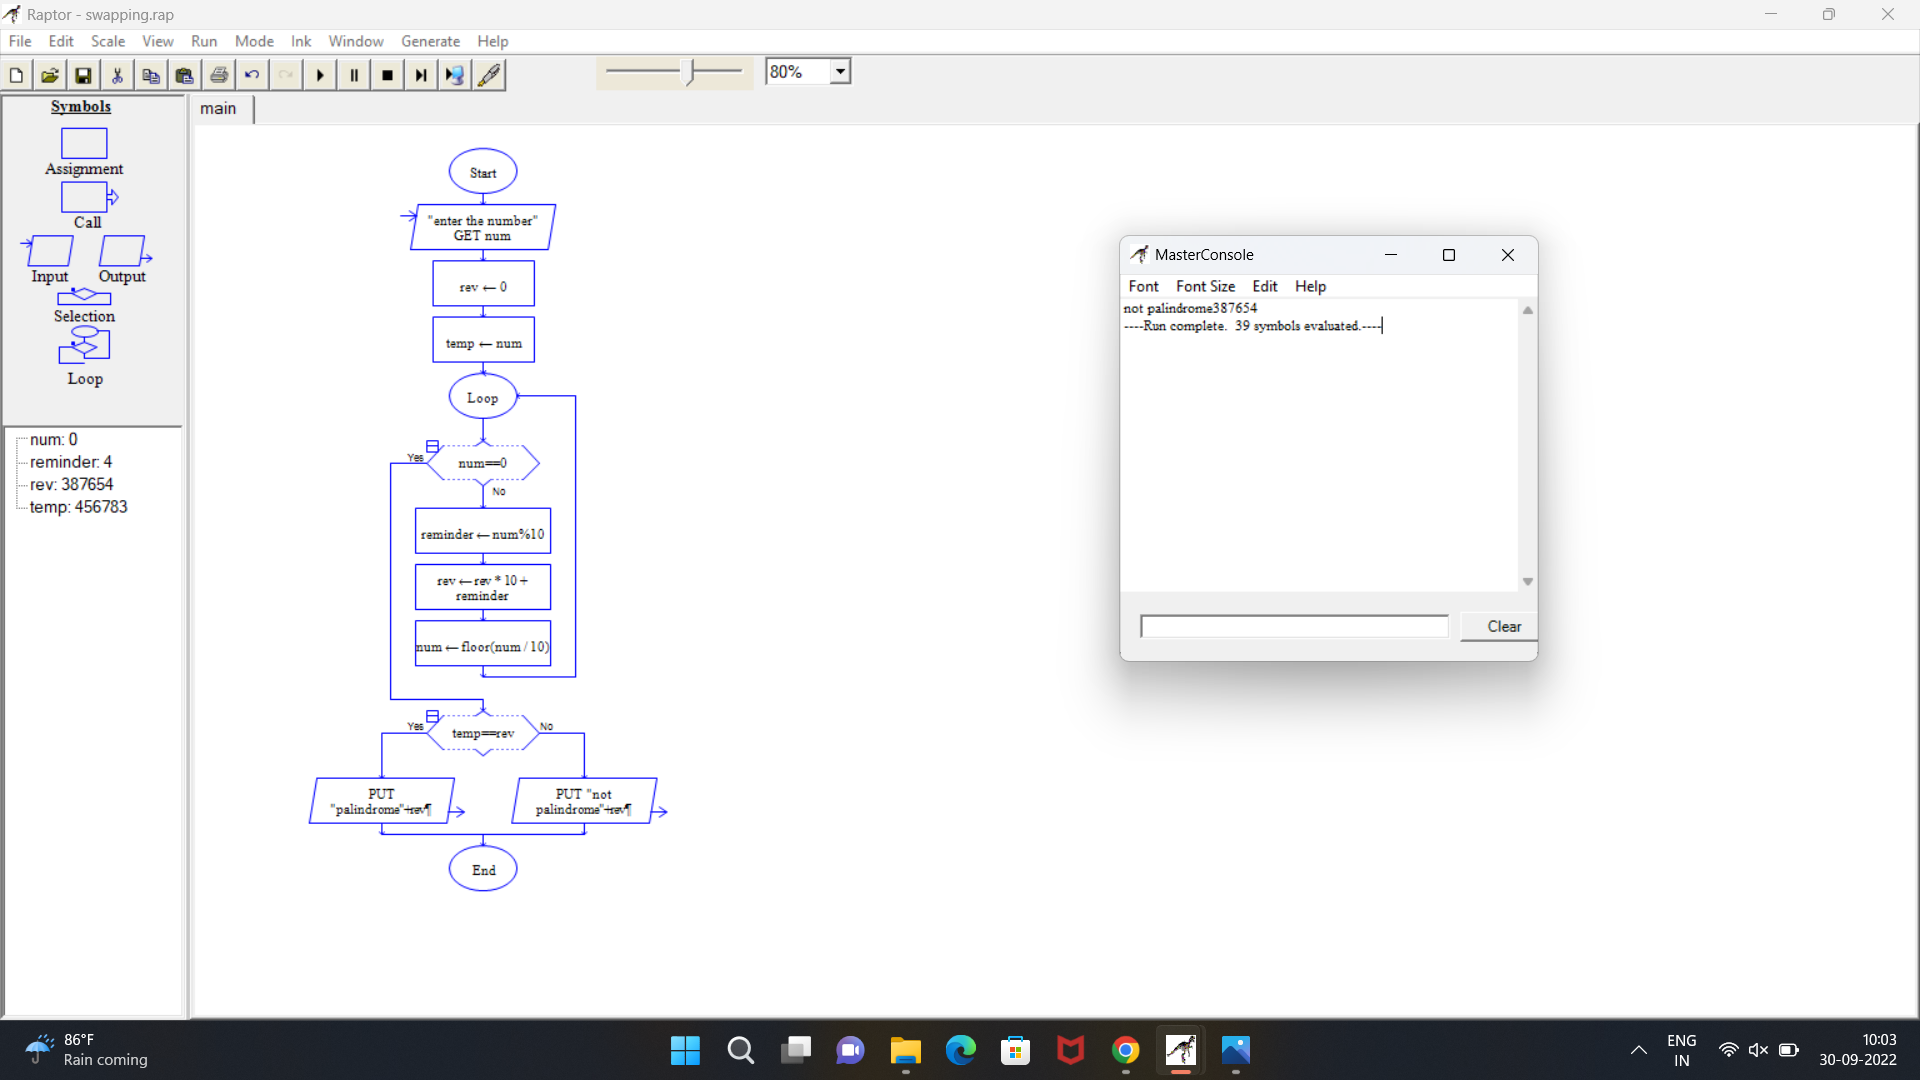 Raptor - swapping.rap
File Edit Scale View Run Mode Ink Window Generate Help
80%
Symbols
Assignment
Call
Input Output
Selection
Loop
num: 0
reminder: 4
rev: 387654
temp: 456783
main
Start
"enter the number"
GET num
rev ← 0
temp ← num
Loop
Yes
num==0
No
reminder ← num%10
rev ← rev * 10 +
reminder
num ← floor(num / 10)
Yes
temp==rev
No
PUT
"palindrome"+rev¶
PUT "not
palindrome"+rev¶
End
MasterConsole
Font Font Size Edit Help
not palindrome387654
----Run complete. 39 symbols evaluated.----
Clear
86°F
Rain coming
ENG
IN
10:03
30-09-2022